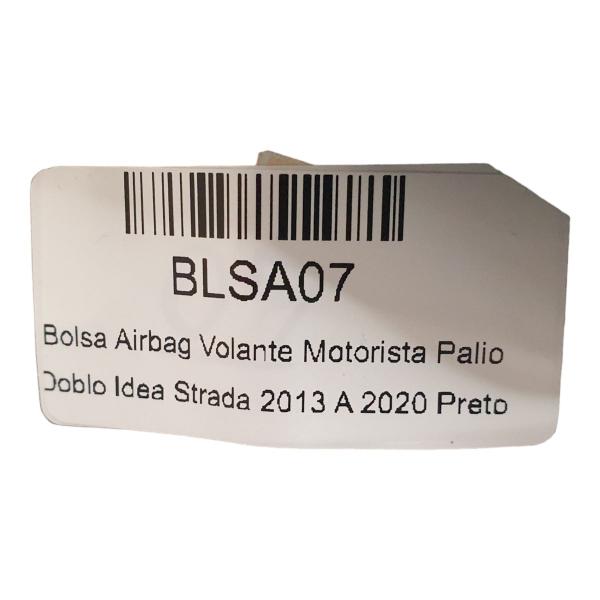 BLSA07
Bolsa Airbag Volante Motorista Palio
Doblo Idea Strada 2013 A 2020 Preto